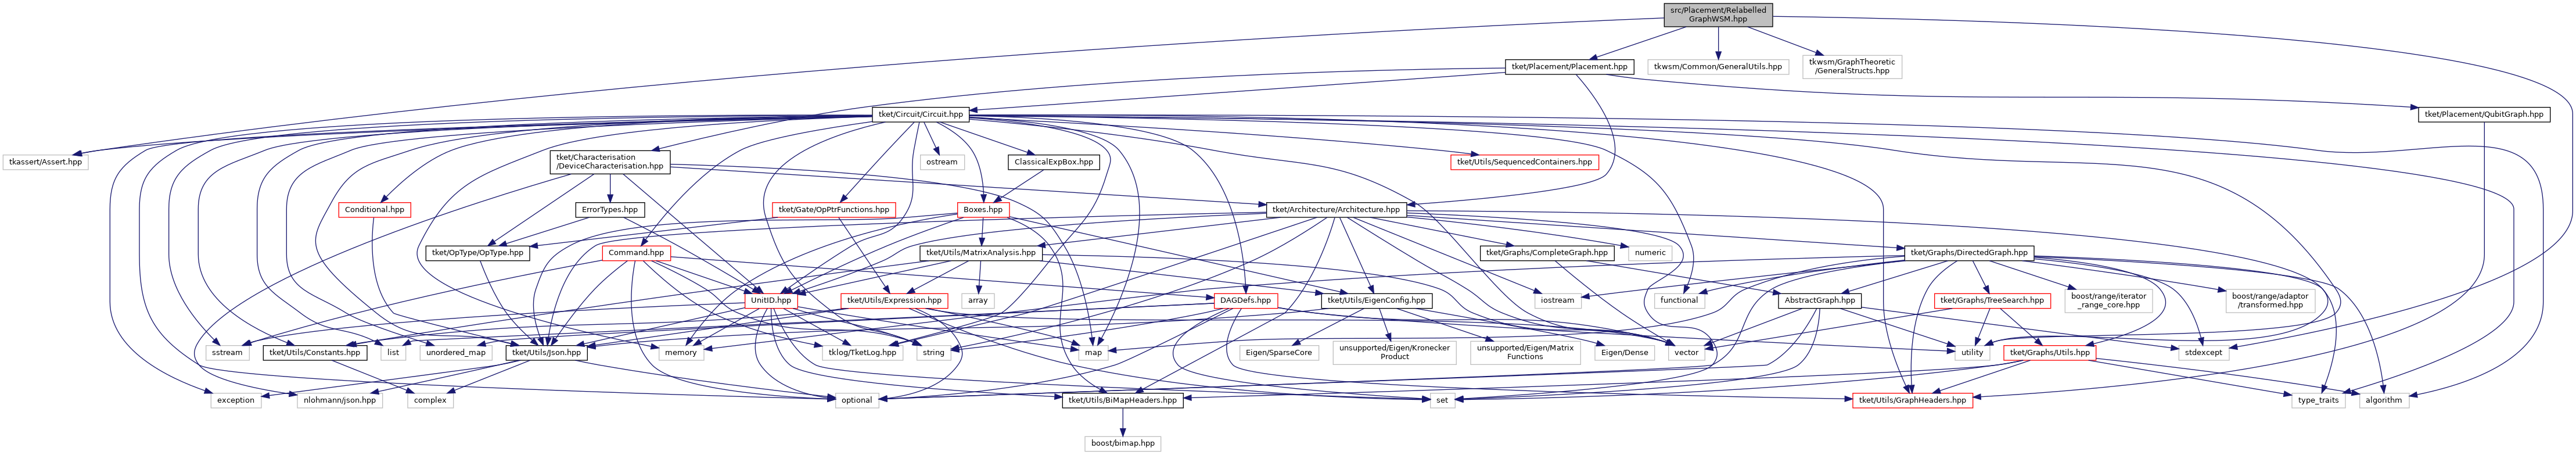 src/Placement/Relabelled
GraphWSM.hpp
tket/Placement/Placement.hpp
tkwsm/Common/GeneralUtils.hpp
tkwsm/GraphTheoretic
/GeneralStructs.hpp
tket/Circuit/Circuit.hpp
tket/Placement/QubitGraph.hpp
tkassert/Assert.hpp
tket/Characterisation
/DeviceCharacterisation.hpp
ostream
ClassicalExpBox.hpp
tket/Utils/SequencedContainers.hpp
Conditional.hpp
ErrorTypes.hpp
tket/Gate/OpPtrFunctions.hpp
Boxes.hpp
tket/Architecture/Architecture.hpp
tket/OpType/OpType.hpp
Command.hpp
tket/Utils/MatrixAnalysis.hpp
tket/Graphs/CompleteGraph.hpp
numeric
tket/Graphs/DirectedGraph.hpp
UnitID.hpp
tket/Utils/Expression.hpp
array
DAGDefs.hpp
tket/Utils/EigenConfig.hpp
iostream
functional
AbstractGraph.hpp
tket/Graphs/TreeSearch.hpp
boost/range/iterator
_range_core.hpp
boost/range/adaptor
/transformed.hpp
sstream
tket/Utils/Constants.hpp
list
unordered_map
tket/Utils/Json.hpp
memory
tklog/TketLog.hpp
string
map
Eigen/SparseCore
unsupported/Eigen/Kronecker
Product
unsupported/Eigen/Matrix
Functions
Eigen/Dense
vector
utility
tket/Graphs/Utils.hpp
stdexcept
exception
nlohmann/json.hpp
complex
optional
tket/Utils/BiMapHeaders.hpp
set
tket/Utils/GraphHeaders.hpp
type_traits
algorithm
boost/bimap.hpp